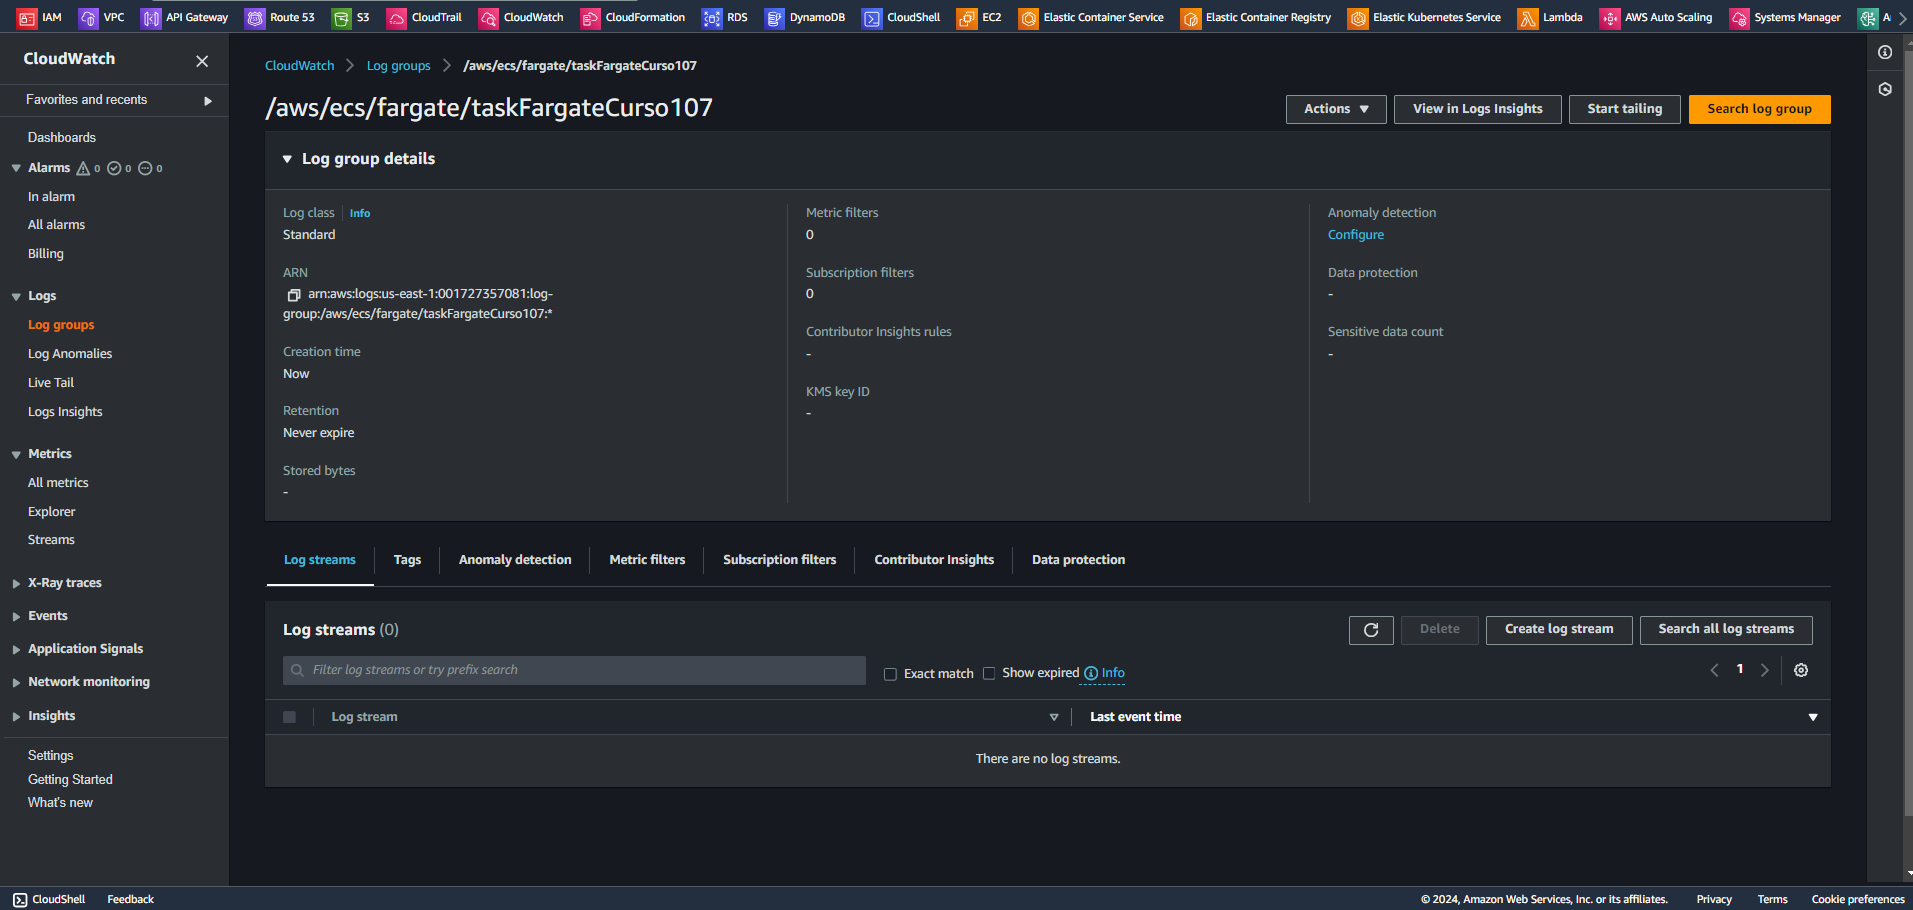 IAM VPC API Gateway Route 53 S3 CloudTrail CloudWatch CloudFormation RDS DynamoDB CloudShell EC2 Elastic Container Service Elastic Container Registry Elastic Kubernetes Service Lambda AWS Auto Scaling Systems Manager
CloudWatch
Favorites and recents
Dashboards
Alarms 0 0 0
In alarm
All alarms
Billing
Logs
Log groups
Log Anomalies
Live Tail
Logs Insights
Metrics
All metrics
Explorer
Streams
X-Ray traces
Events
Application Signals
Network monitoring
Insights
Settings
Getting Started
What's new
CloudWatch Log groups /aws/ecs/fargate/taskFargateCurso107
/aws/ecs/fargate/taskFargateCurso107
Actions View in Logs Insights Start tailing Search log group
Log group details
Log class Info
Standard
ARN
arn:aws:logs:us-east-1:001727357081:log-
group:/aws/ecs/fargate/taskFargateCurso107:*
Creation time
Now
Retention
Never expire
Stored bytes
-
Metric filters
0
Subscription filters
0
Contributor Insights rules
-
KMS key ID
-
Anomaly detection
Configure
Data protection
-
Sensitive data count
-
Log streams Tags Anomaly detection Metric filters Subscription filters Contributor Insights Data protection
Log streams (0)
Delete Create log stream Search all log streams
Filter log streams or try prefix search
Exact match Show expired Info
1
Log stream Last event time
There are no log streams.
CloudShell Feedback © 2024, Amazon Web Services, Inc. or its affiliates. Privacy Terms Cookie preferences